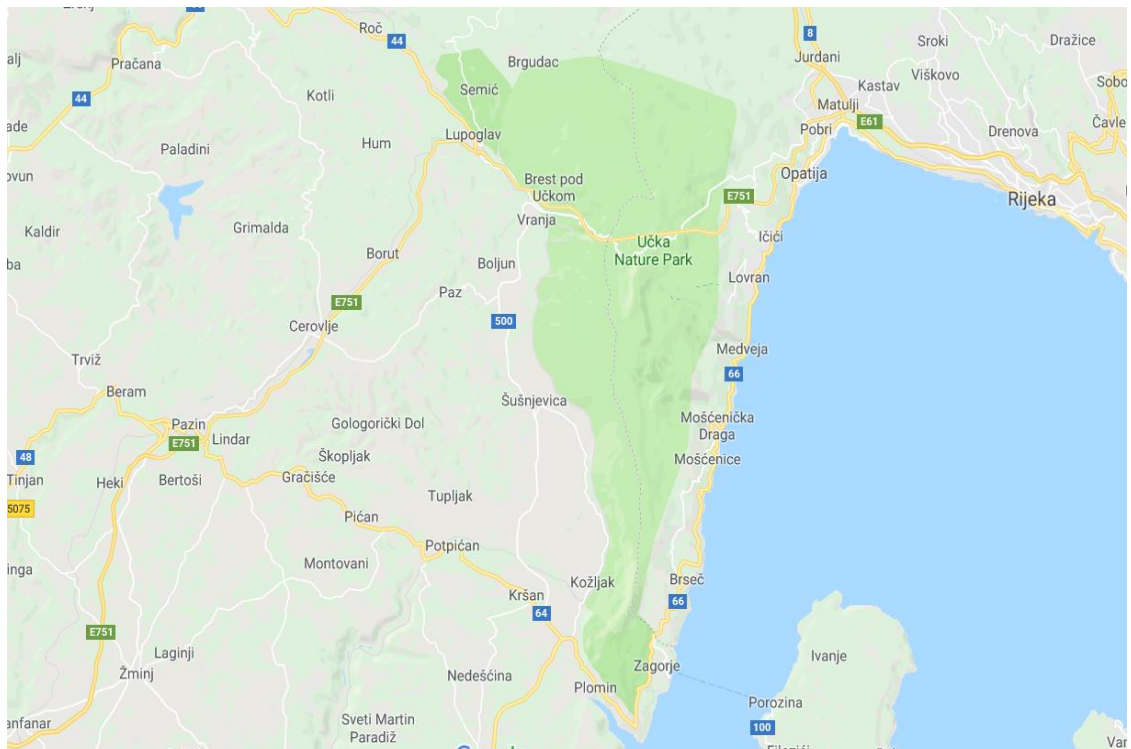 44
Roč
8
Jurdani
Sroki
Dražice
Pračana
44
Brgudac
Semić
Kotli
Viškovo
Kastav
Matulji
E61
Pobri
Čavle
Drenova
Lupoglav
Hum
Paladini
Opatija
Rijeka
Brest pod
Učkom
E751
Vranja
Kaldir
Grimalda
Borut
Učka
Nature Park
Ičići
Boljun
Lovran
Paz
E751
500
Cerovlje
Medveja
Trviž
66
Beram
Šušnjevica
Mošćenička
Draga
Pazin
E751
Lindar
Gologorički Dol
48
Tinjan
Heki
Bertoši
Škopljak
Gračišće
Mošćenice
Tupljak
5075
Pićan
Potpićan
Montovani
Kožljak
Brseč
Kršan
64
66
E751
Laginji
Žminj
Nedešćina
Plomin
Zagorje
Ivanje
Porozina
100
Sveti Martin
Paradiž